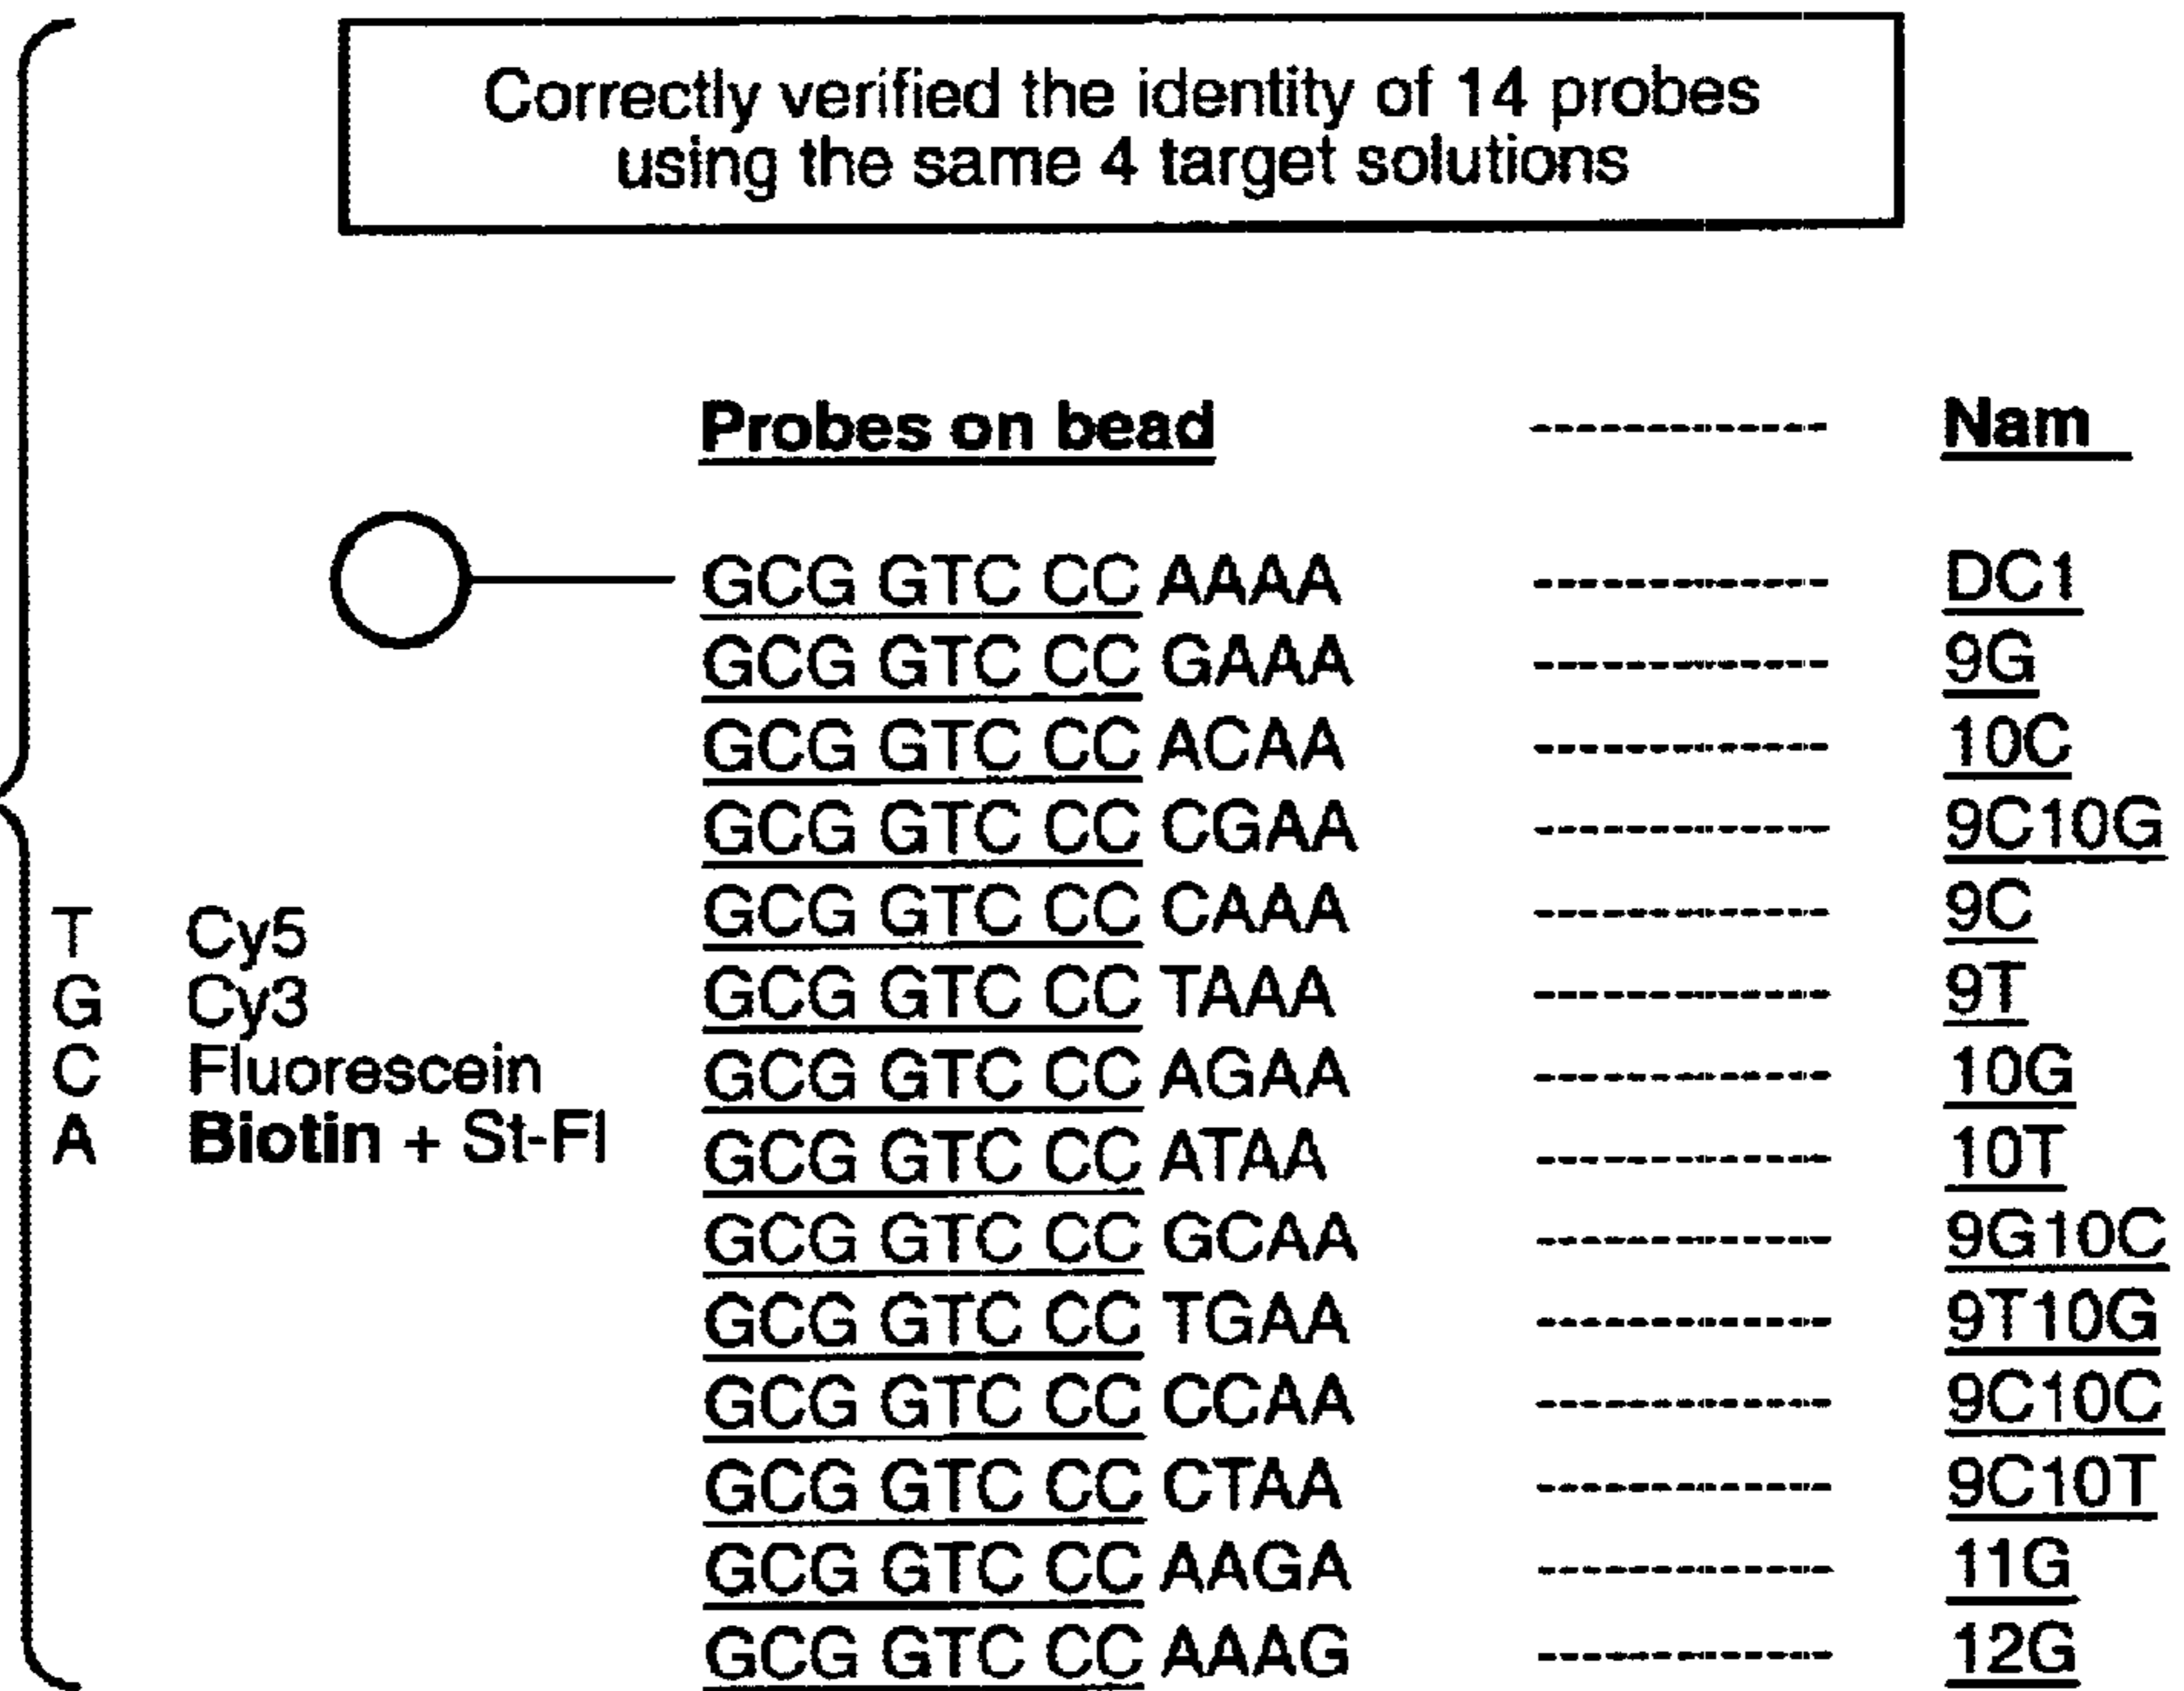 Correctly verified the identity of 14 probes
using the same 4 target solutions
Probes on bead ------------- Nam
GCG GTC CC AAAA ------------- DC1
GCG GTC CC GAAA ------------- 9G
GCG GTC CC ACAA ------------- 10C
GCG GTC CC CGAA ------------- 9C10G
GCG GTC CC CAAA ------------- 9C
GCG GTC CC TAAA ------------- 9T
GCG GTC CC AGAA ------------- 10G
GCG GTC CC ATAA ------------- 10T
GCG GTC CC GCAA ------------- 9G10C
GCG GTC CC TGAA ------------- 9T10G
GCG GTC CC CCAA ------------- 9C10C
GCG GTC CC CTAA ------------- 9C10T
GCG GTC CC AAGA ------------- 11G
GCG GTC CC AAAG ------------- 12G
T Cy5
G Cy3
C Fluorescein
A Biotin + St-Fl